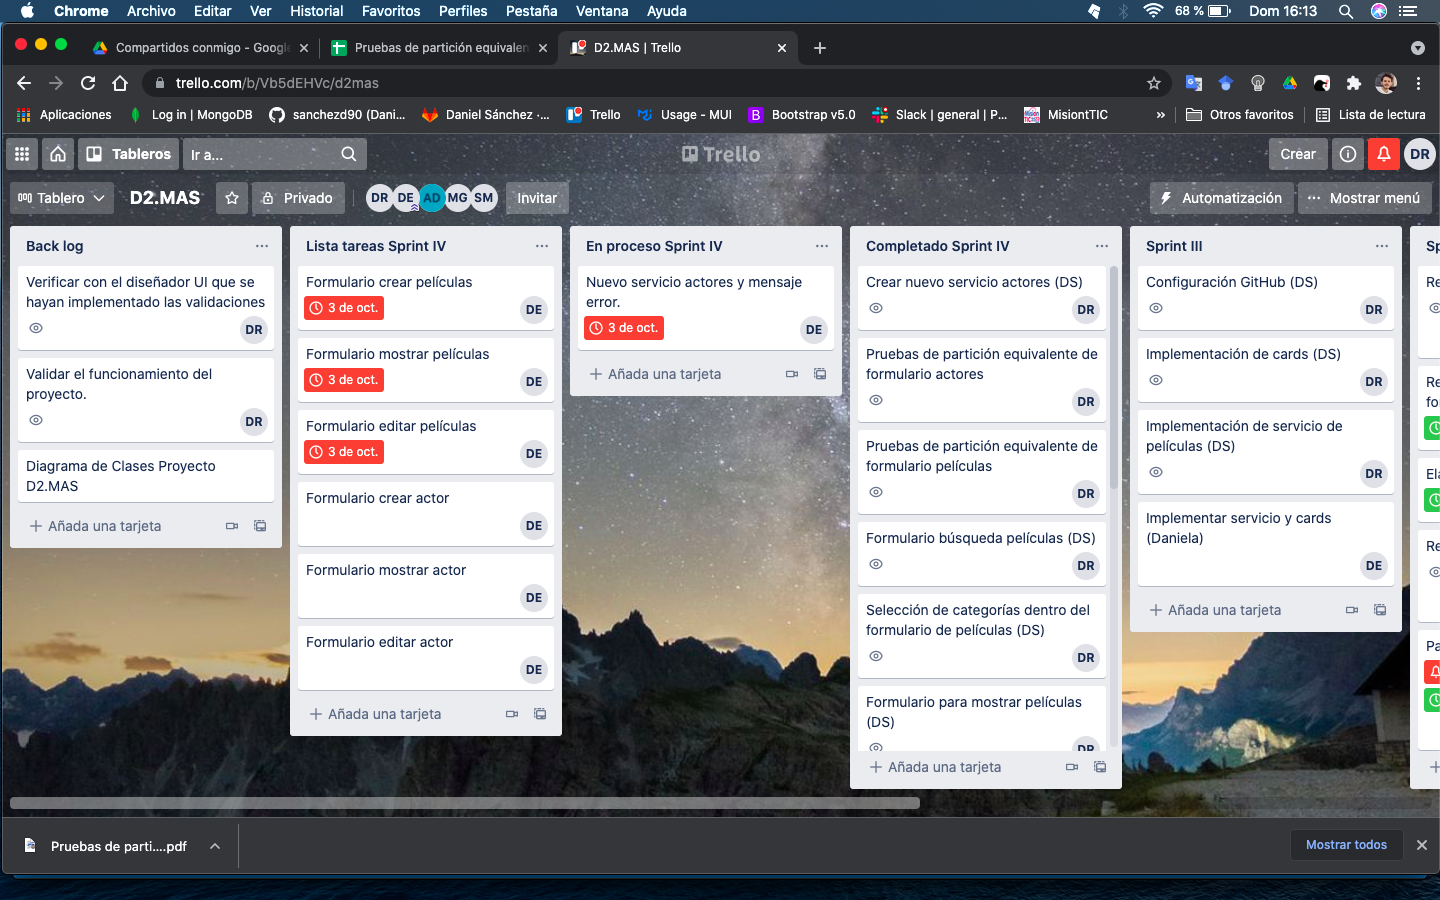 Chrome Archivo Editar Ver Historial Favoritos Perfiles Pestaña Ventana Ayuda 68 % Dom 16:13
Compartidos conmigo - Google
Pruebas de partición equivalen
D2.MAS | Trello
trello.com/b/Vb5dEHVc/d2mas
Aplicaciones Log in | MongoDB sanchezd90 (Dani... Daniel Sánchez ·... Trello Usage - MUI B Bootstrap v5.0 Slack | general | P... MisiontTIC » Otros favoritos Lista de lectura
Tableros Ir a... Trello Crear DR
Tablero D2.MAS Privado DR DE AD MG SM Invitar Automatización ... Mostrar menú
Back log
Verificar con el diseñador UI que se
hayan implementado las validaciones
DR
Validar el funcionamiento del
proyecto.
DR
Diagrama de Clases Proyecto
D2.MAS
+ Añada una tarjeta
Lista tareas Sprint IV
Formulario crear películas
3 de oct.
DE
Formulario mostrar películas
3 de oct.
DE
Formulario editar películas
3 de oct.
DE
Formulario crear actor
DE
Formulario mostrar actor
DE
Formulario editar actor
DE
+ Añada una tarjeta
En proceso Sprint IV
Nuevo servicio actores y mensaje
error.
3 de oct.
DE
+ Añada una tarjeta
Completado Sprint IV
Crear nuevo servicio actores (DS)
DR
Pruebas de partición equivalente de
formulario actores
DR
Pruebas de partición equivalente de
formulario películas
DR
Formulario búsqueda películas (DS)
DR
Selección de categorías dentro del
formulario de películas (DS)
DR
Formulario para mostrar películas
(DS)
DR
+ Añada una tarjeta
Sprint III
Configuración GitHub (DS)
DR
Implementación de cards (DS)
DR
Implementación de servicio de
películas (DS)
DR
Implementar servicio y cards
(Daniela)
DE
+ Añada una tarjeta
Sp
Re
Re
fo
Ela
Re
Pa
+
Pruebas de parti....pdf
Mostrar todos